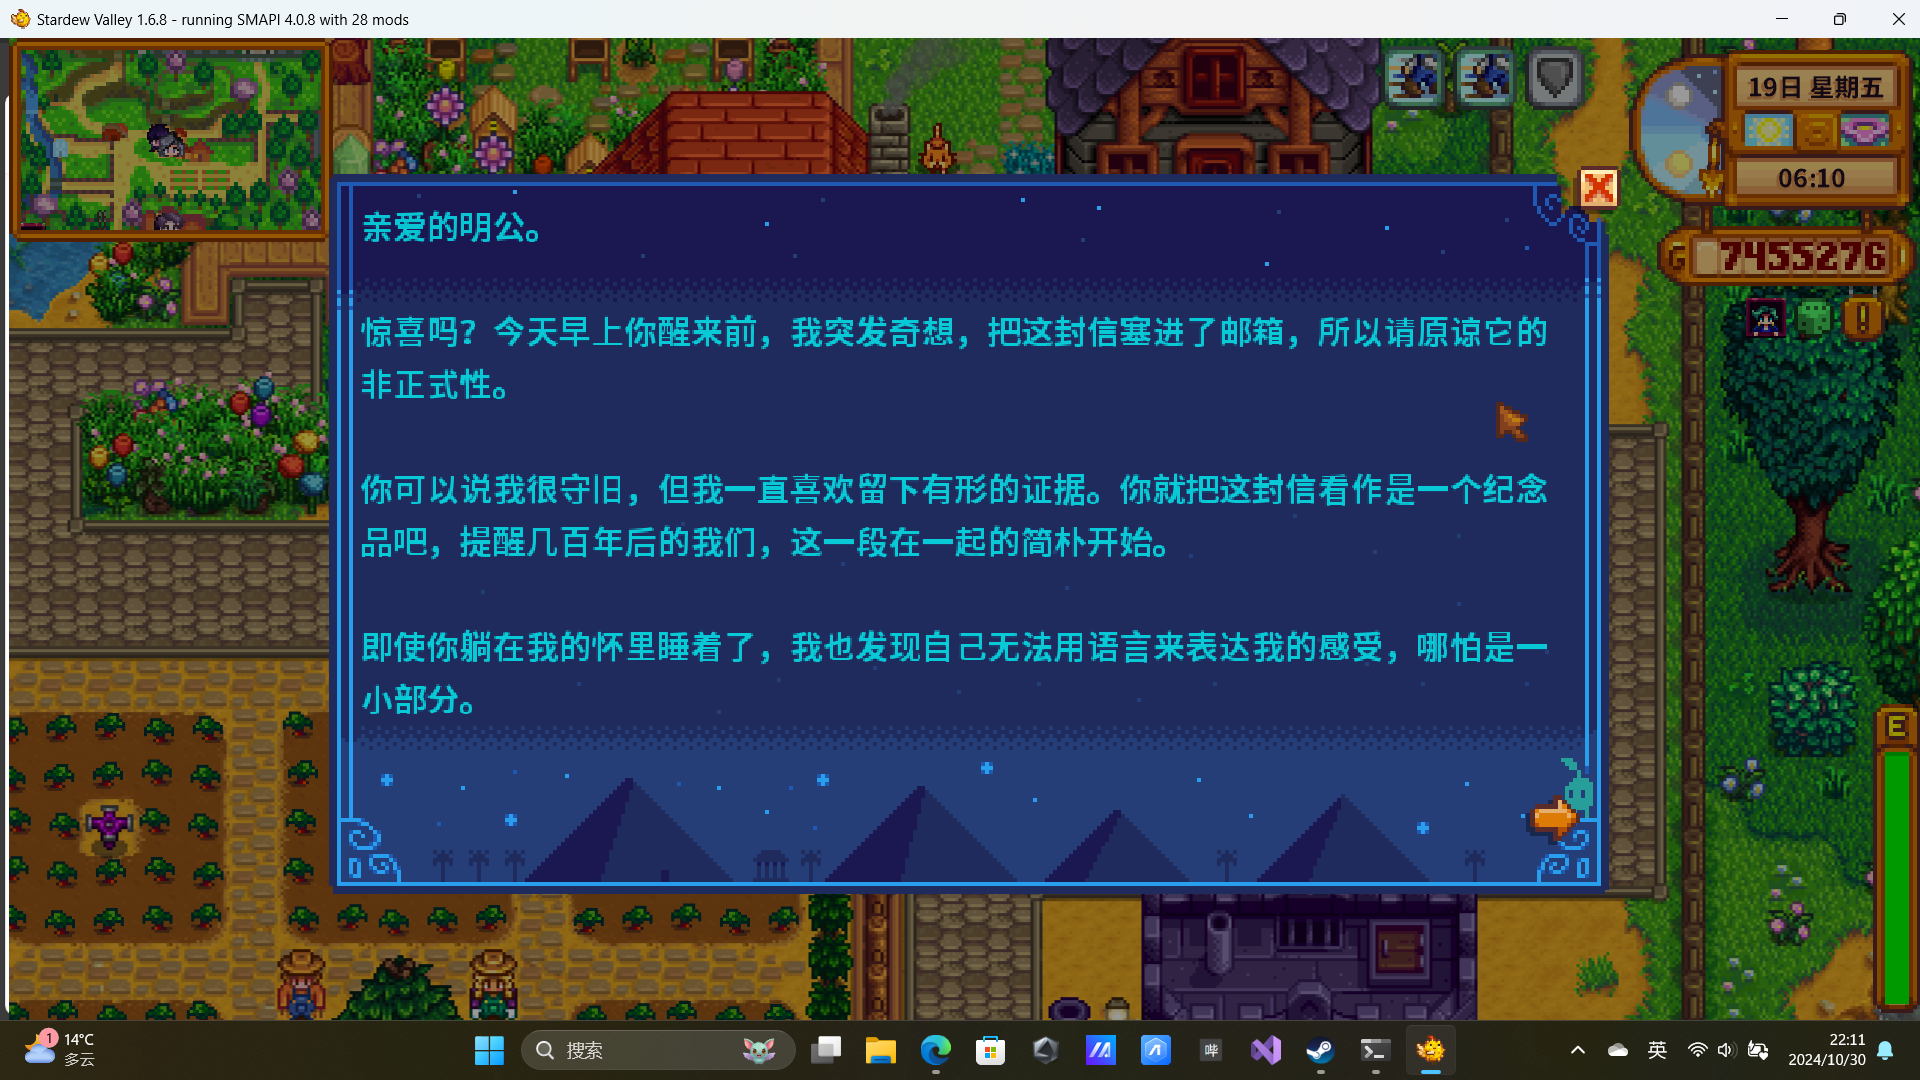 Stardew Valley 1.6.8 - running SMAPI 4.0.8 with 28 mods
19日 星期五
06:10
G 7455276
亲爱的明公。
惊喜吗？今天早上你醒来前，我突发奇想，把这封信塞进了邮箱，所以请原谅它的
非正式性。
你可以说我很守旧，但我一直喜欢留下有形的证据。你就把这封信看作是一个纪念
品吧，提醒几百年后的我们，这一段在一起的简朴开始。
即使你躺在我的怀里睡着了，我也发现自己无法用语言来表达我的感受，哪怕是一
小部分。
E
1
14°C
多云
搜索
哔
英
22:11
2024/10/30